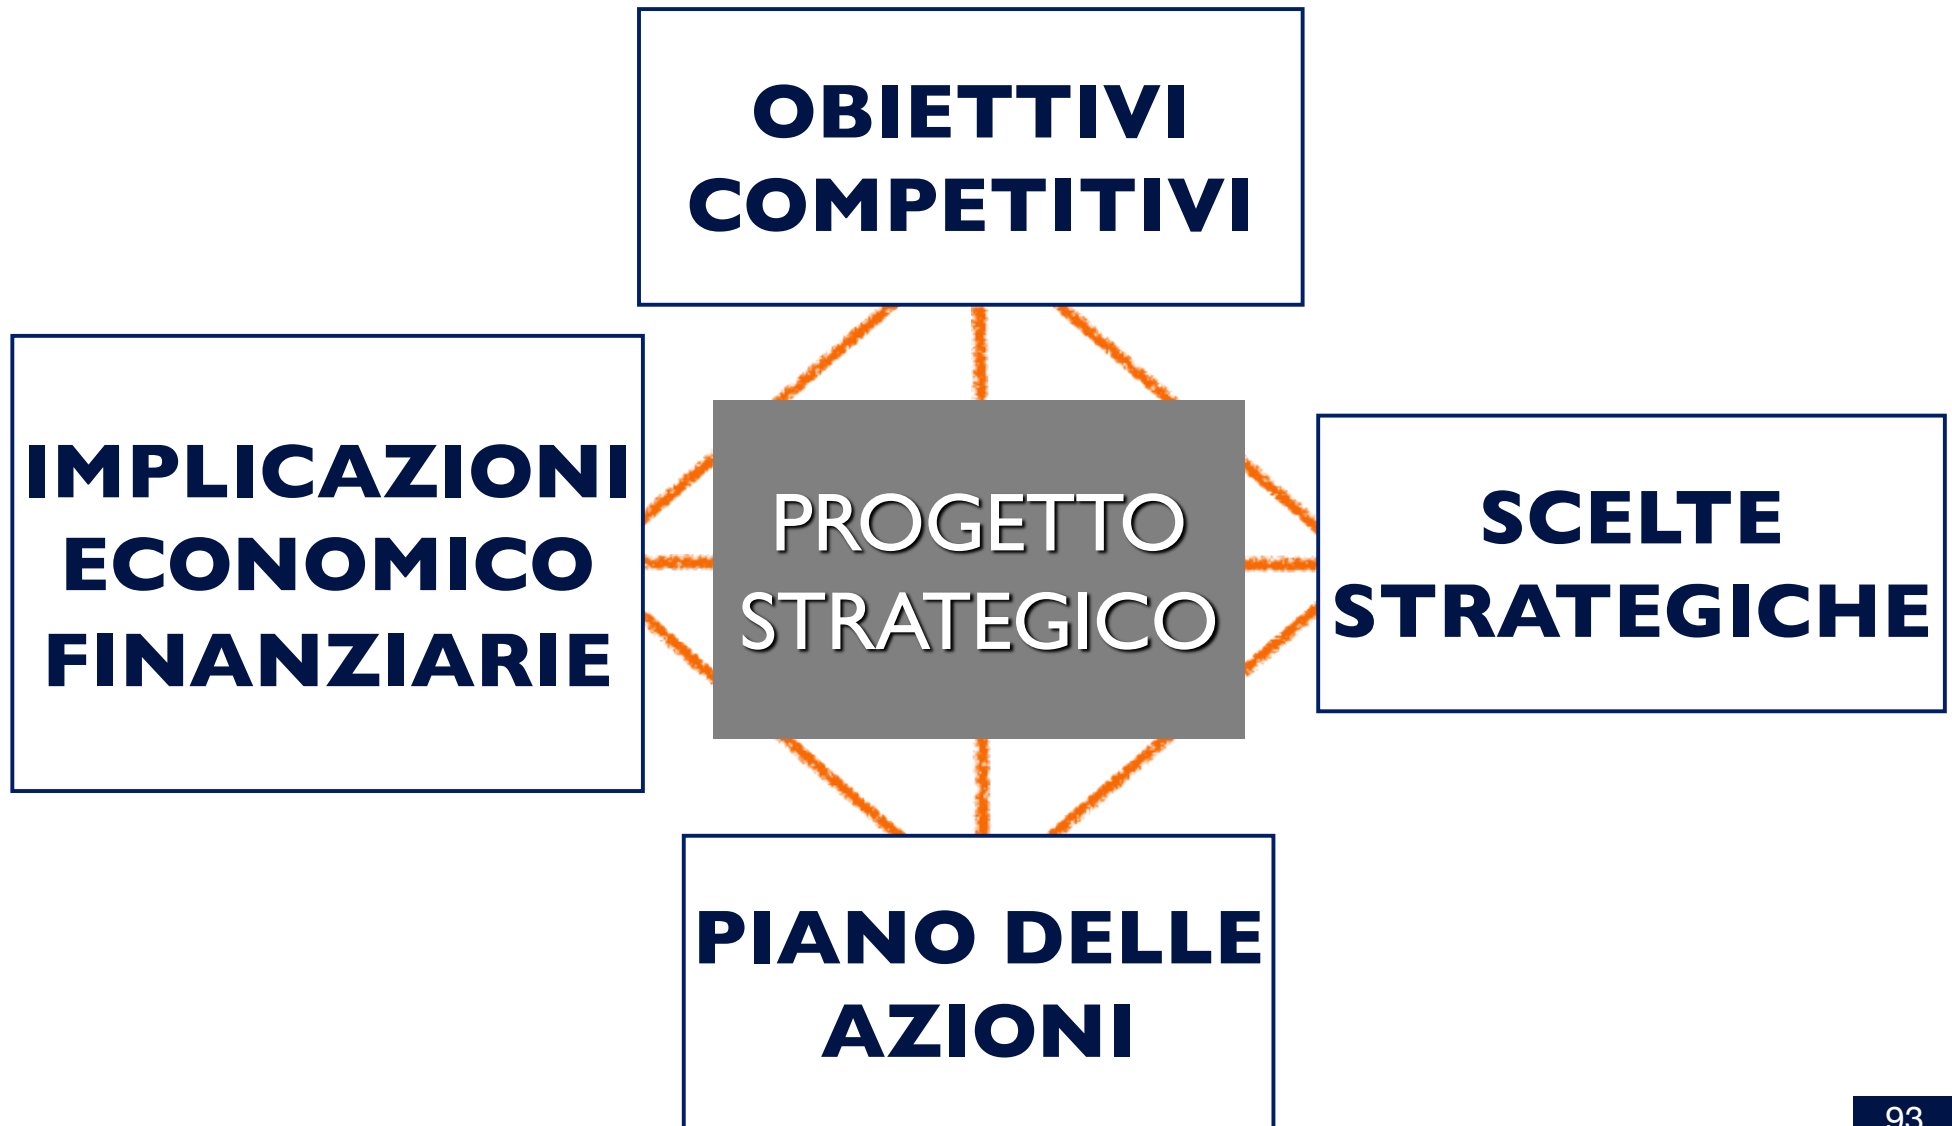 OBIETTIVI
COMPETITIVI
IMPLICAZIONI
ECONOMICO
FINANZIARIE
PROGETTO
STRATEGICO
SCELTE
STRATEGICHE
PIANO DELLE
AZIONI
93